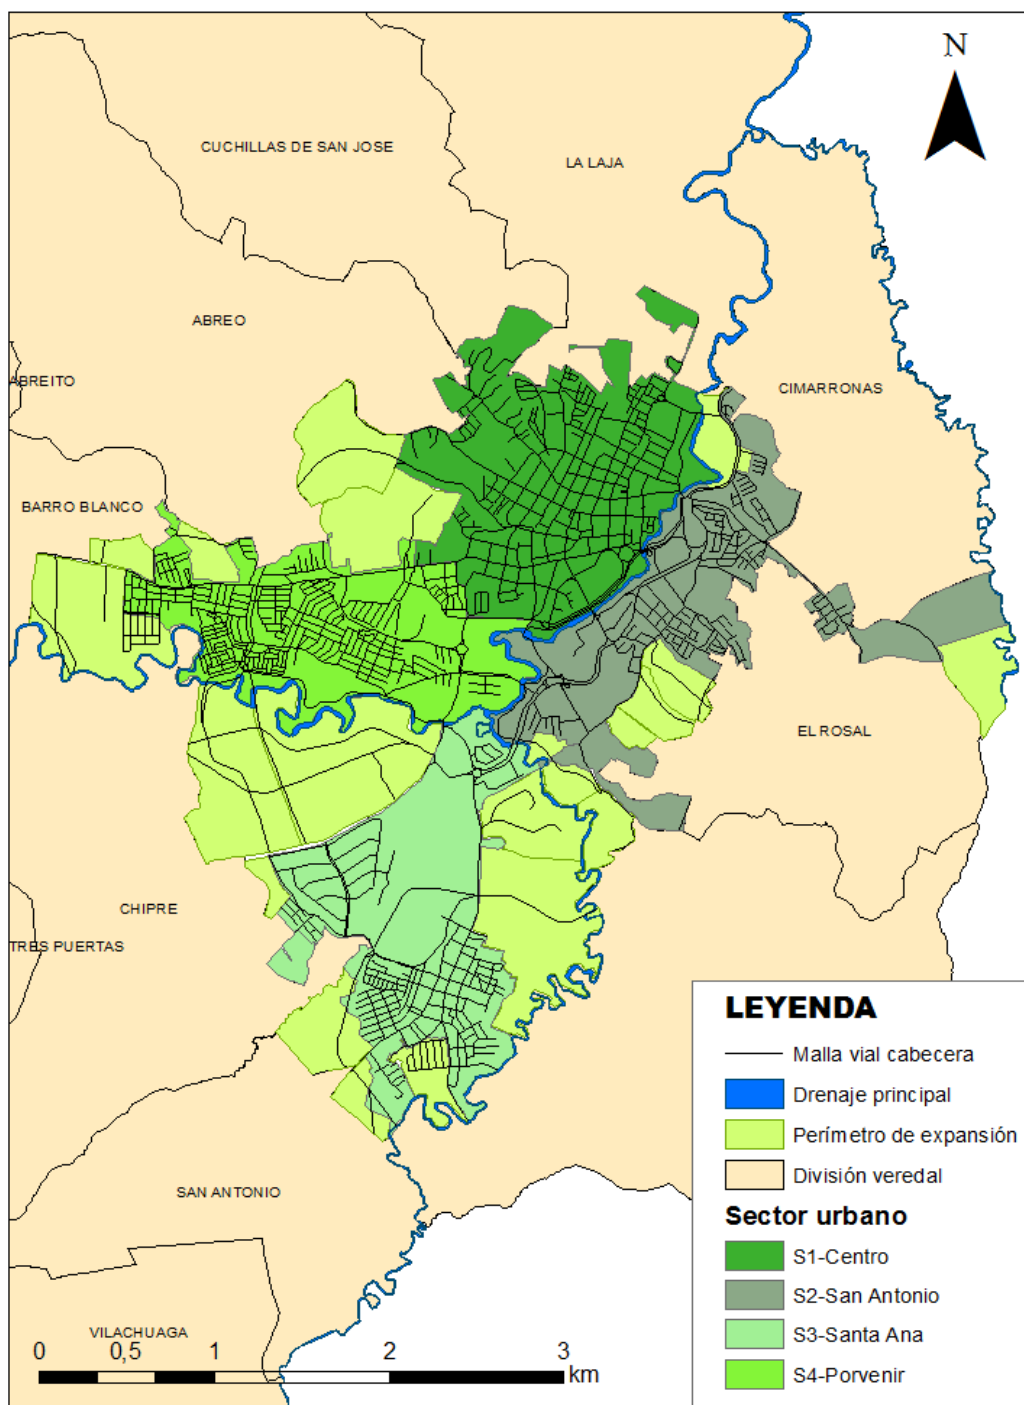 N
CUCHILLAS DE SAN JOSE
LA LAJA
ABREO
ABREITO
CIMARRONAS
BARRO BLANCO
EL ROSAL
CHIPRE
TRES PUERTAS
SAN ANTONIO
VILACHUAGA
0 0,5 1 2 3
km
LEYENDA
Malla vial cabecera
Drenaje principal
Perímetro de expansión
División veredal
Sector urbano
S1-Centro
S2-San Antonio
S3-Santa Ana
S4-Porvenir